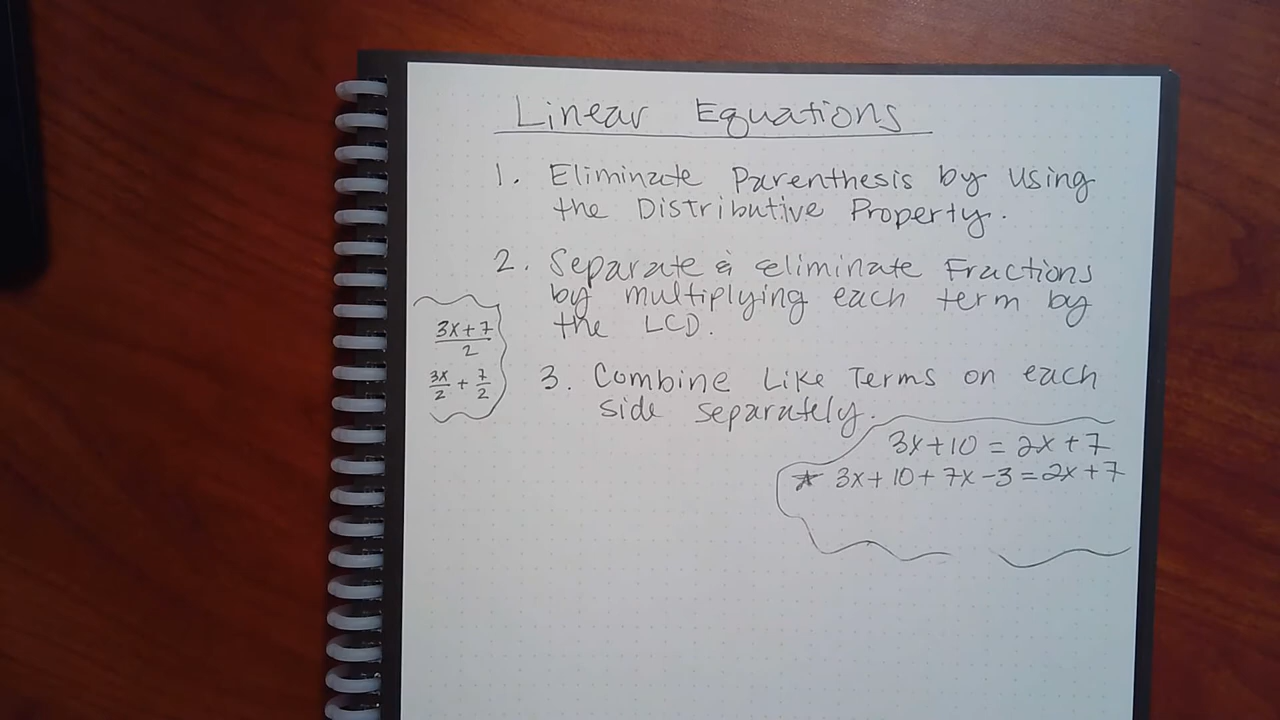 Linear Equations
1. Eliminate Parenthesis by Using
the Distributive Property.
2. Separate & eliminate Fractions
by multiplying each term by
the LCD.
3x+7
2
3x/2 + 7/2
3. Combine Like Terms on each
side separately.
3x+10 = 2x+7
* 3x+10+7x-3=2x+7